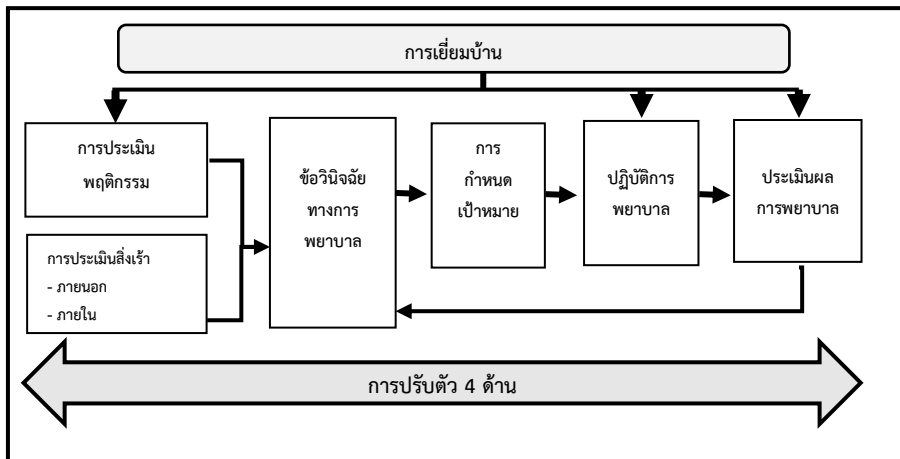 การเยี่ยมบ้าน
การประเมิน
พฤติกรรม
การประเมินสิ่งเร้า
- ภายนอก
- ภายใน
ข้อวินิจฉัย
ทางการ
พยาบาล
การ
กำหนด
เป้าหมาย
ปฏิบัติการ
พยาบาล
ประเมินผล
การพยาบาล
การปรับตัว 4 ด้าน